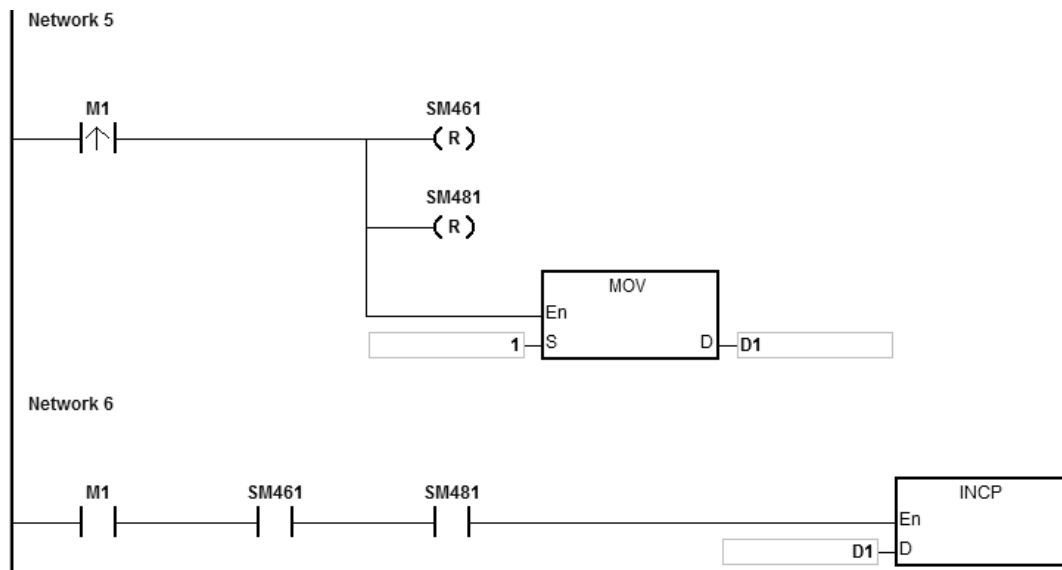 Network 5
M1 SM461
R
SM481
R
MOV
En
1 S D D1
Network 6
M1 SM461 SM481 INCP
En
D1 D